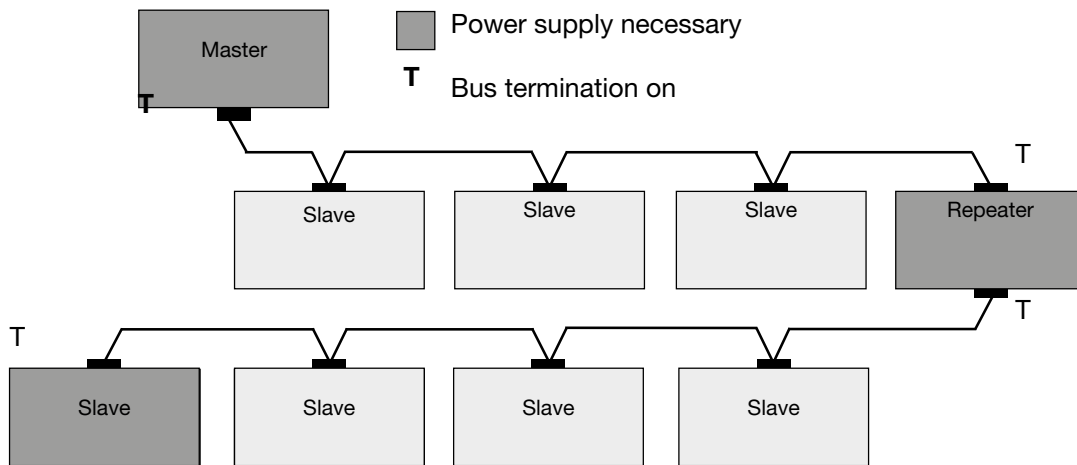 Master
Power supply necessary
T
T Bus termination on
T
Slave
Slave
Slave
Repeater
T
T
Slave
Slave
Slave
Slave